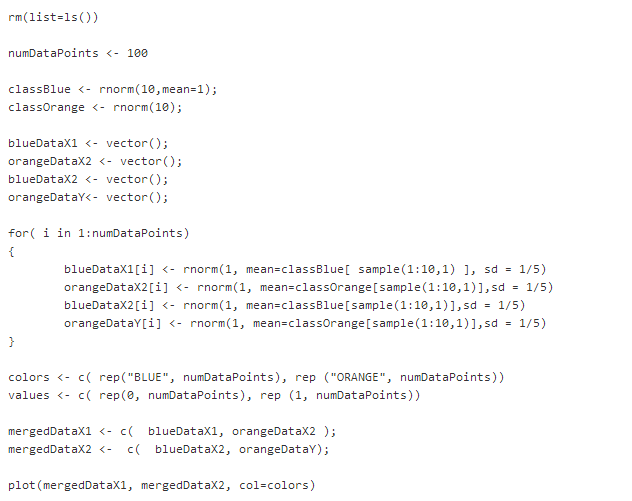 rm(list=ls())
numDataPoints <- 100
classBlue <- rnorm(10,mean=1);
classOrange <- rnorm(10);
blueDataX1 <- vector();
orangeDataX2 <- vector();
blueDataX2 <- vector();
orangeDataY<- vector();
for( i in 1:numDataPoints)
{
        blueDataX1[i] <- rnorm(1, mean=classBlue[ sample(1:10,1) ], sd = 1/5)
        orangeDataX2[i] <- rnorm(1, mean=classOrange[sample(1:10,1)],sd = 1/5)
        blueDataX2[i] <- rnorm(1, mean=classBlue[sample(1:10,1)],sd = 1/5)
        orangeDataY[i] <- rnorm(1, mean=classOrange[sample(1:10,1)],sd = 1/5)
}
colors <- c( rep("BLUE", numDataPoints), rep ("ORANGE", numDataPoints))
values <- c( rep(0, numDataPoints), rep (1, numDataPoints))
mergedDataX1 <- c(  blueDataX1, orangeDataX2 );
mergedDataX2 <-  c(  blueDataX2, orangeDataY);
plot(mergedDataX1, mergedDataX2, col=colors)